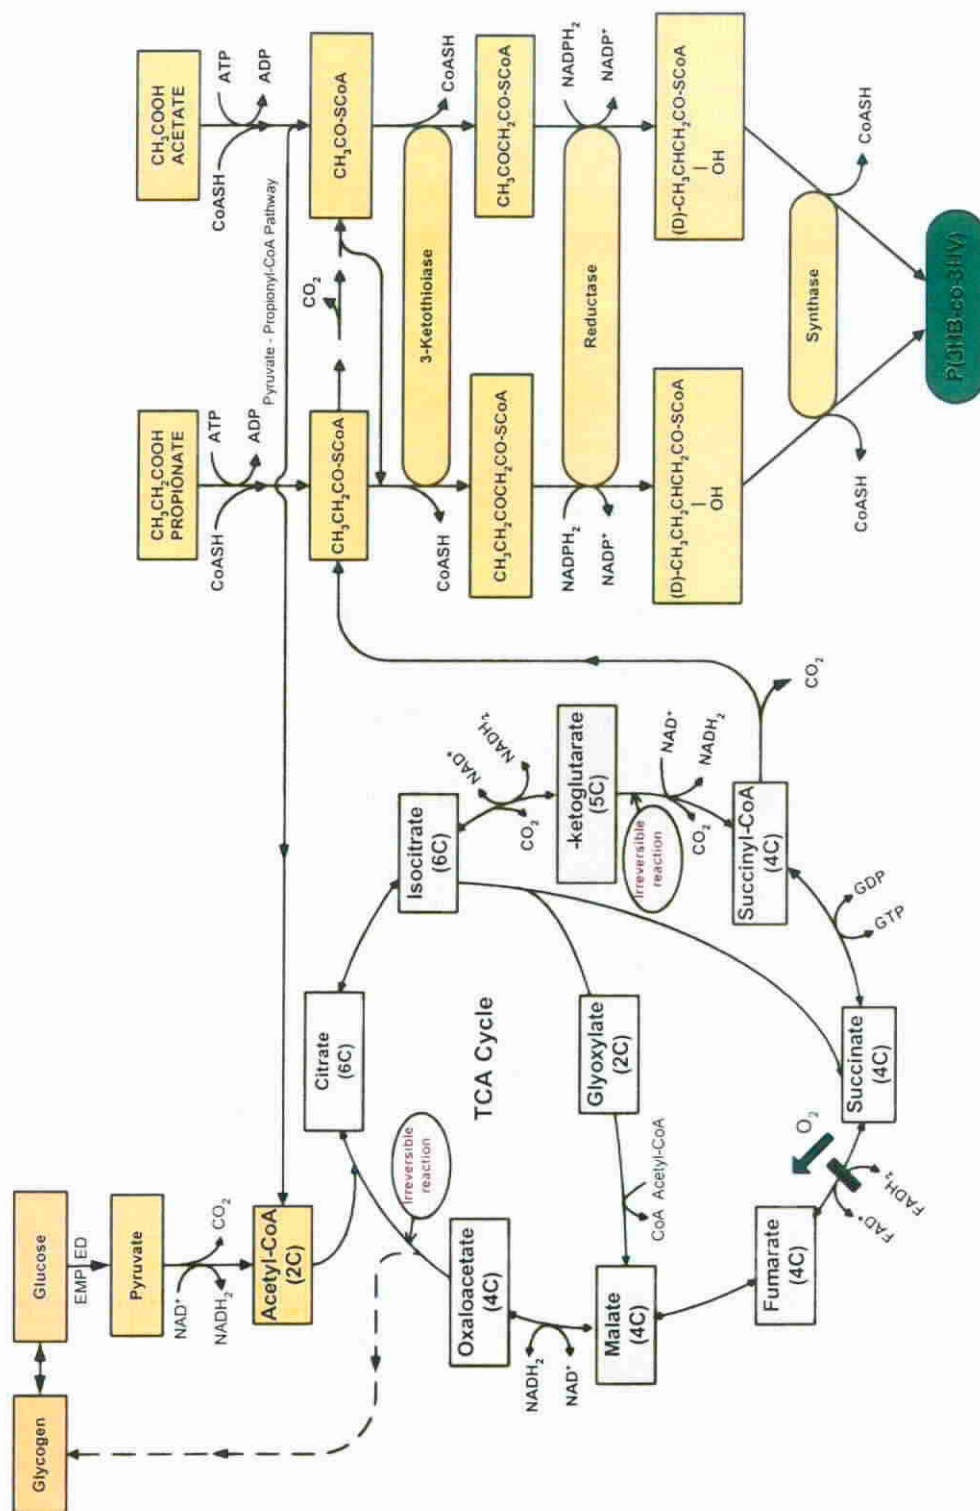 Glycogen
Glucose
EMP ED
Pyruvate
NAD⁺
NADH₂
CO₂
Acetyl-CoA
(2C)
Irreversible
reaction
Citrate
(6C)
Isocitrate
(6C)
NAD⁺
NADH₂
CO₂
-ketoglutarate
(5C)
Irreversible
reaction
NAD⁺
NADH₂
CO₂
Succinyl-CoA
(4C)
CO₂
GDP
GTP
Succinate
(4C)
O₂
FADH₂
FAD⁺
Fumarate
(4C)
Malate
(4C)
NADH₂
NAD⁺
Oxaloacetate
(4C)
TCA Cycle
Glyoxylate
(2C)
CoA Acetyl-CoA
CH₃CH₂COOH
PROPIONATE
CoASH
ATP
ADP
CH₂COOH
ACETATE
CoASH
ATP
ADP
Pyruvate - Propionyl-CoA Pathway
CH₃CH₂CO-SCoA
CO₂
CH₃CO-SCoA
CoASH
3-Ketothioiase
CoASH
CH₃CH₂COCH₂CO-SCoA
CH₃COCH₂CO-SCoA
NADPH₂
NADP⁺
Reductase
NADPH₂
NADP⁺
(D)-CH₃CH₂CHCH₂CO-SCoA
OH
(D)-CH₃CHCH₂CO-SCoA
OH
CoASH
Synthase
CoASH
P(3HB-co-3HV)